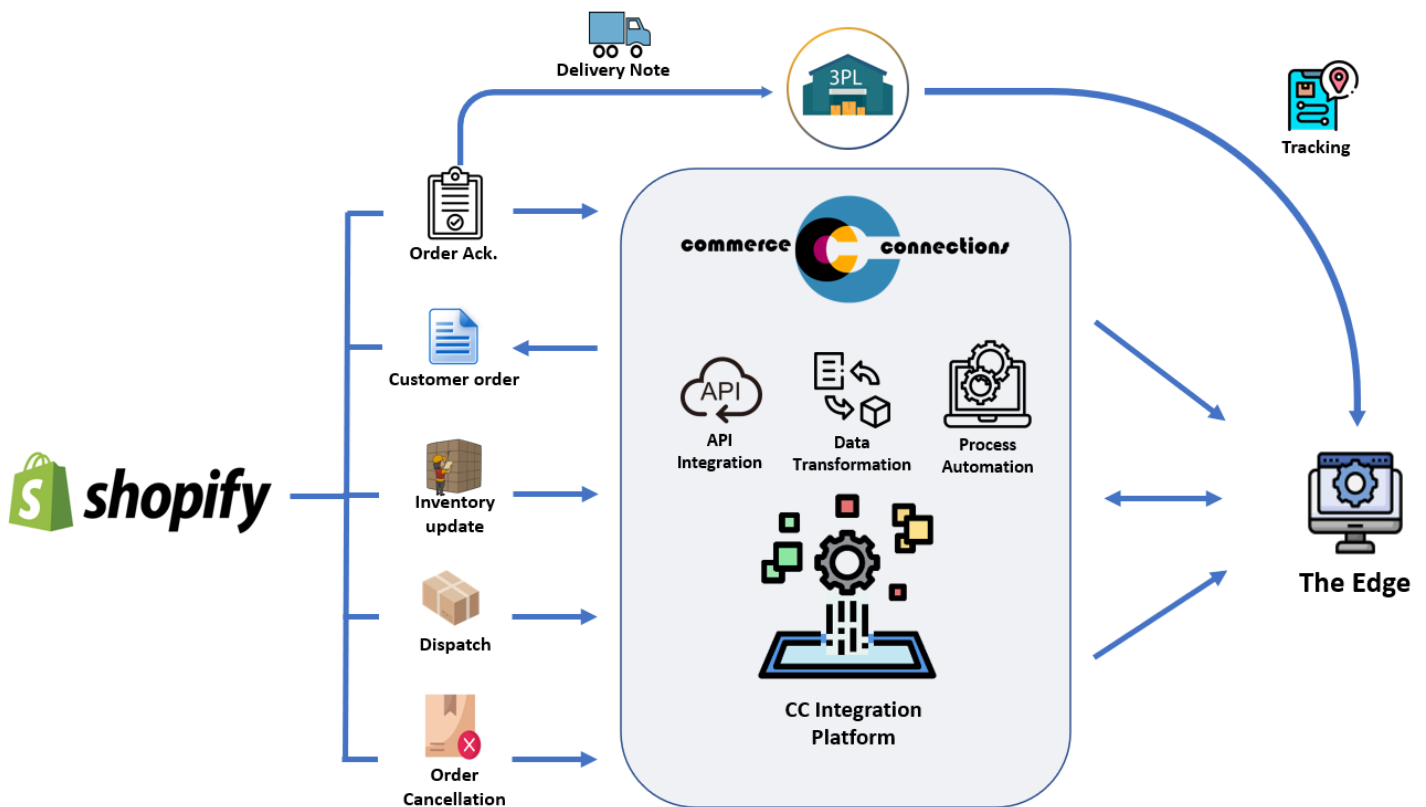 Delivery Note
3PL
Tracking
Order Ack.
commerce connections
Customer order
API
API
Integration
Data
Transformation
Process
Automation
S shopify
Inventory
update
The Edge
Dispatch
CC Integration
Platform
X
Order
Cancellation